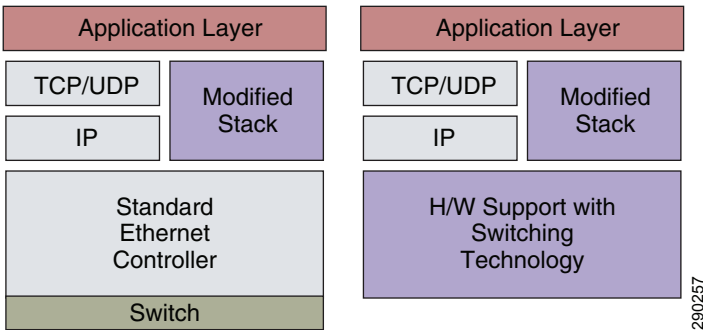 Application Layer
TCP/UDP
IP
Modified
Stack
Standard
Ethernet
Controller
Switch
Application Layer
TCP/UDP
IP
Modified
Stack
H/W Support with
Switching
Technology
290257